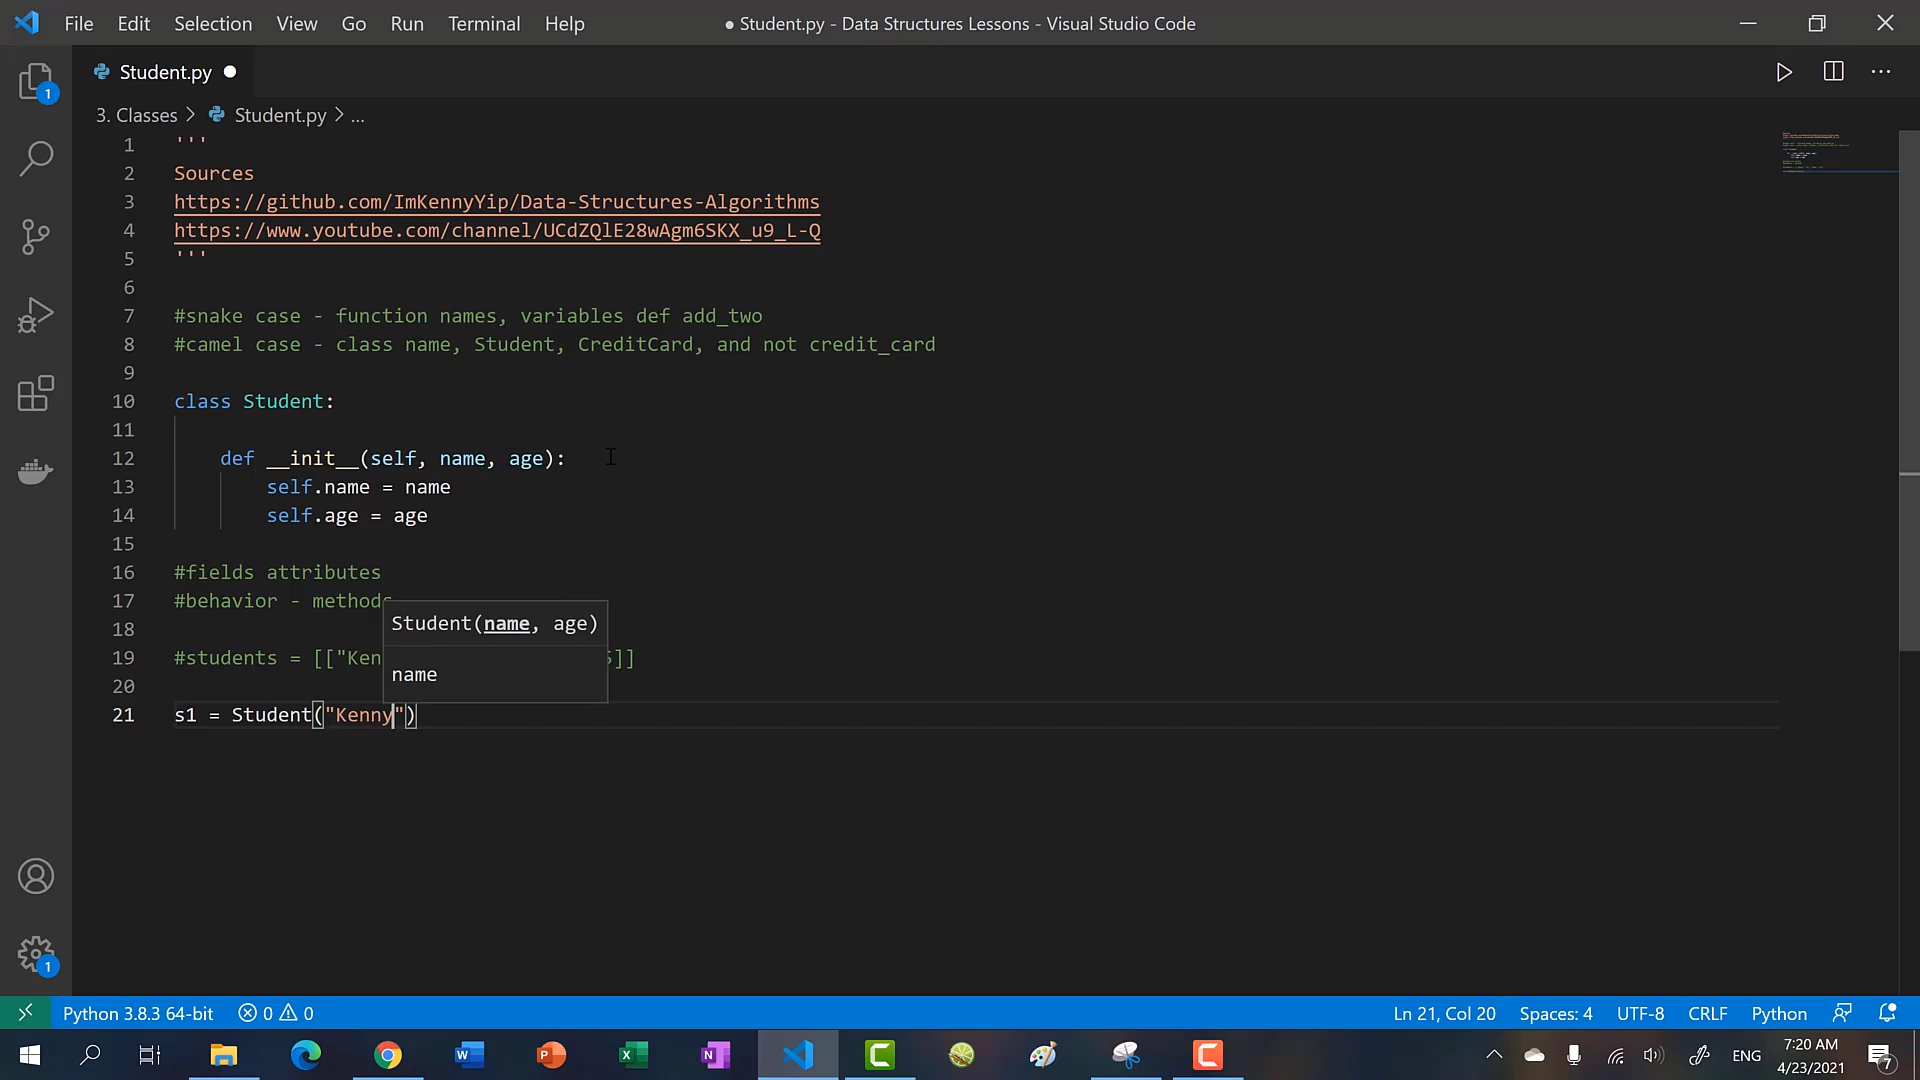 File Edit Selection View Go Run Terminal Help
● Student.py - Data Structures Lessons - Visual Studio Code
1
Student.py ●
3. Classes > Student.py > ...
1 '''
2 Sources
3 https://github.com/ImKennyYip/Data-Structures-Algorithms
4 https://www.youtube.com/channel/UCdZQlE28wAgm6SKX_u9_L-Q
5 '''
6
7 #snake case - function names, variables def add_two
8 #camel case - class name, Student, CreditCard, and not credit_card
9
10 class Student:
11
12 def __init__(self, name, age):
13 self.name = name
14 self.age = age
15
16 #fields attributes
17 #behavior - methods
18
Student(name, age)
19 #students = [["Ken ]]
name
20
21 s1 = Student("Kenny")
1
Python 3.8.3 64-bit 0 0 Ln 21, Col 20 Spaces: 4 UTF-8 CRLF Python
ENG
7:20 AM
4/23/2021
7